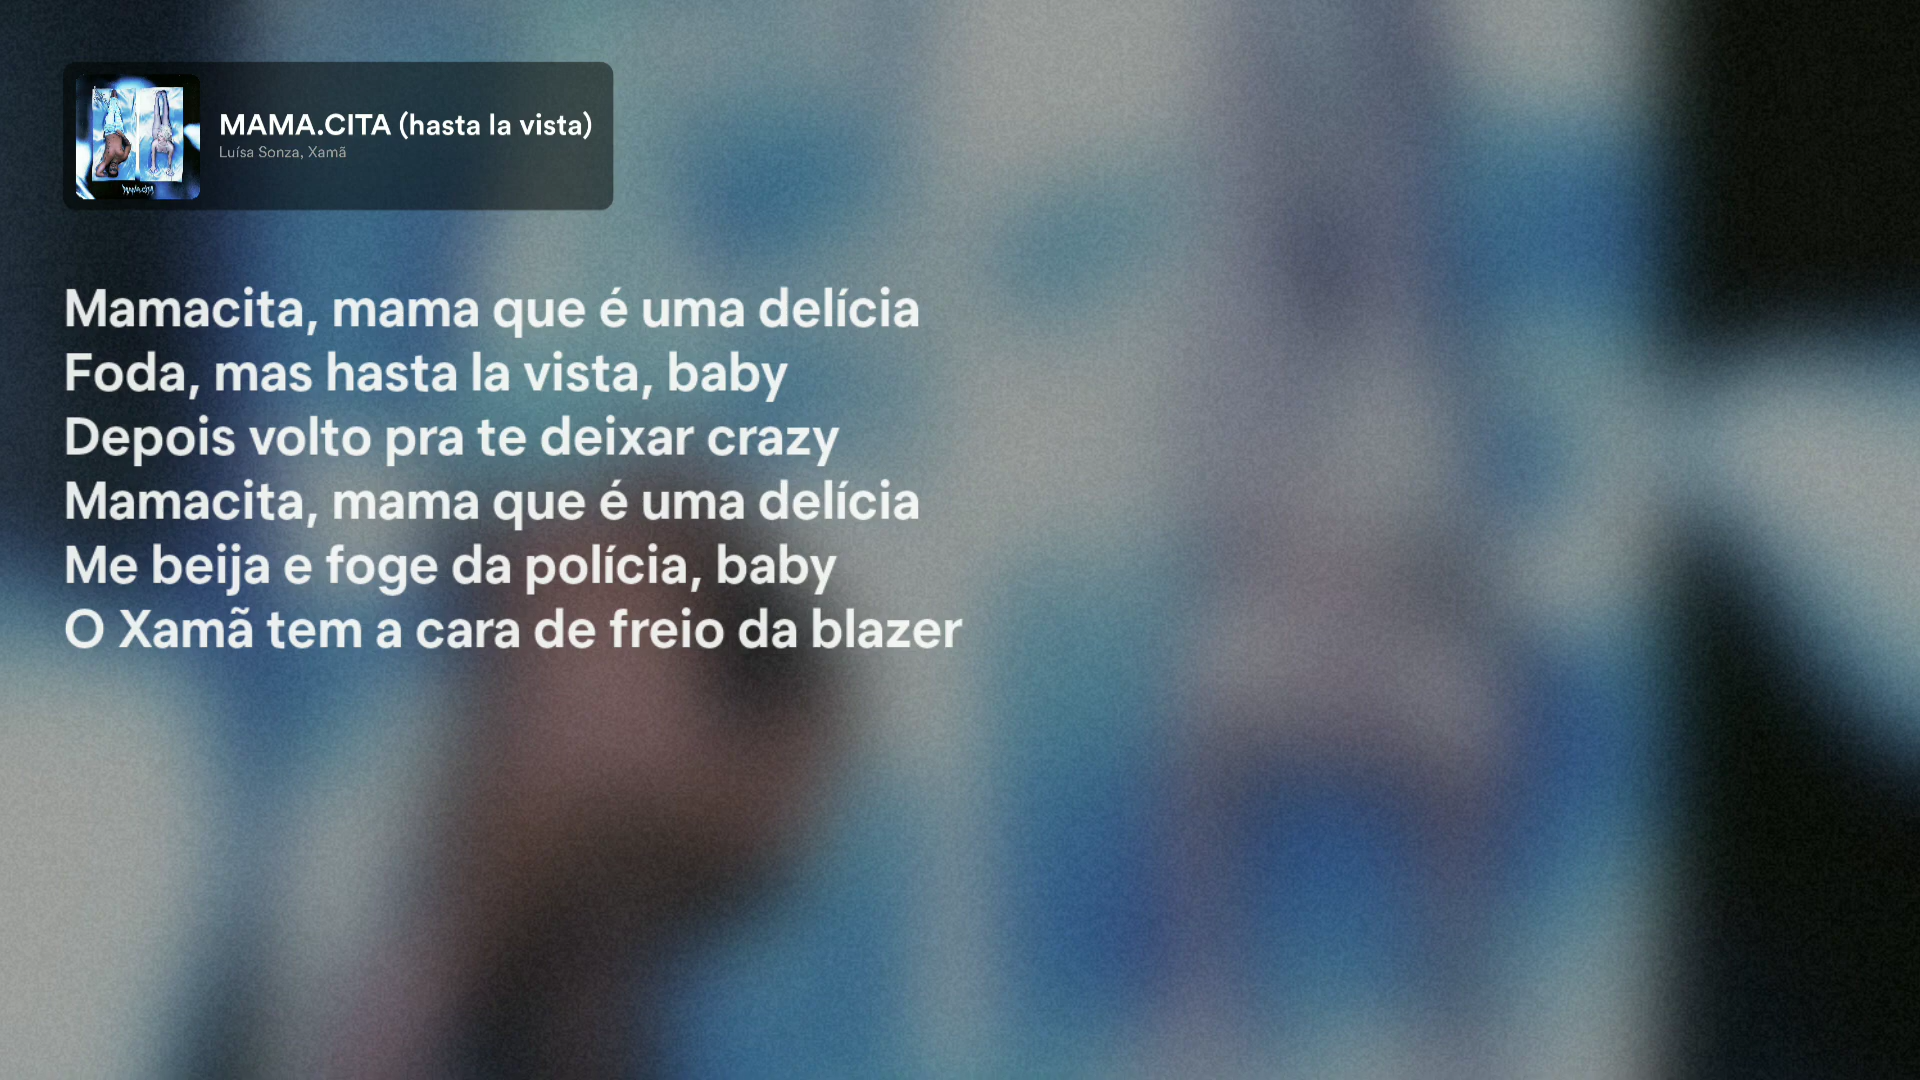 MAMA.CITA (hasta la vista)
Luísa Sonza, Xamã
Mamacita, mama que é uma delícia
Foda, mas hasta la vista, baby
Depois volto pra te deixar crazy
Mamacita, mama que é uma delícia
Me beija e foge da polícia, baby
O Xamã tem a cara de freio da blazer